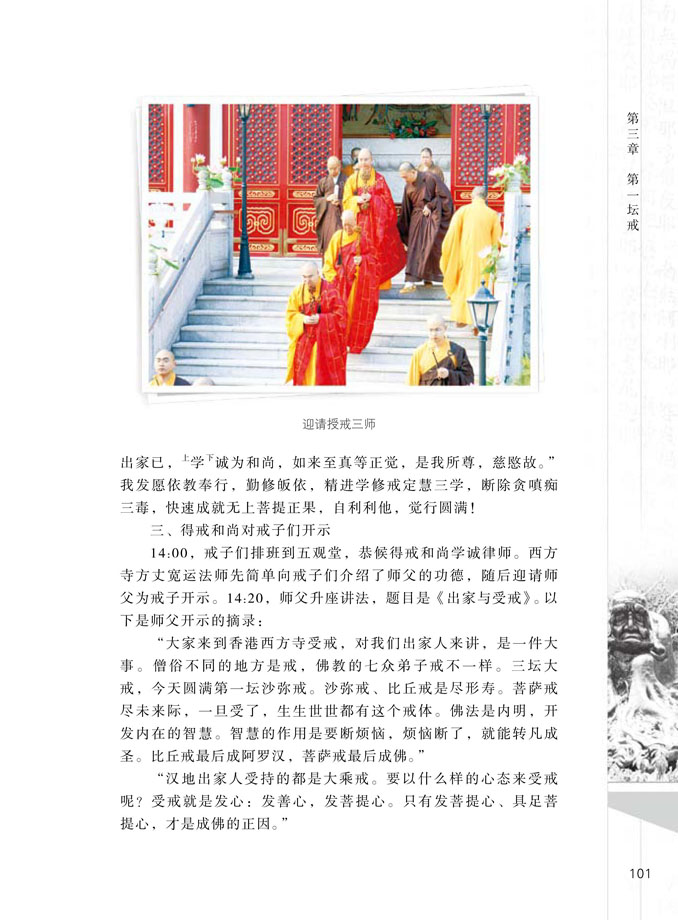 第三章 第一坛戒
迎请授戒三师
出家已，上学下诚为和尚，如来至真等正觉，是我所尊，慈愍故。”
我发愿依教奉行，勤修皈依，精进学修戒定慧三学，断除贪嗔痴
三毒，快速成就无上菩提正果，自利利他，觉行圆满！
三、得戒和尚对戒子们开示
14:00，戒子们排班到五观堂，恭候得戒和尚学诚律师。西方
寺方丈宽运法师先简单向戒子们介绍了师父的功德，随后迎请师
父为戒子开示。14:20，师父升座讲法，题目是《出家与受戒》。以
下是师父开示的摘录：
“大家来到香港西方寺受戒，对我们出家人来讲，是一件大
事。僧俗不同的地方是戒，佛教的七众弟子戒不一样。三坛大
戒，今天圆满第一坛沙弥戒。沙弥戒、比丘戒是尽形寿。菩萨戒
尽未来际，一旦受了，生生世世都有这个戒体。佛法是内明，开
发内在的智慧。智慧的作用是要断烦恼，烦恼断了，就能转凡成
圣。比丘戒最后成阿罗汉，菩萨戒最后成佛。”
“汉地出家人受持的都是大乘戒。要以什么样的心态来受戒
呢？受戒就是发心：发善心，发菩提心。只有发菩提心、具足菩
提心，才是成佛的正因。”
101